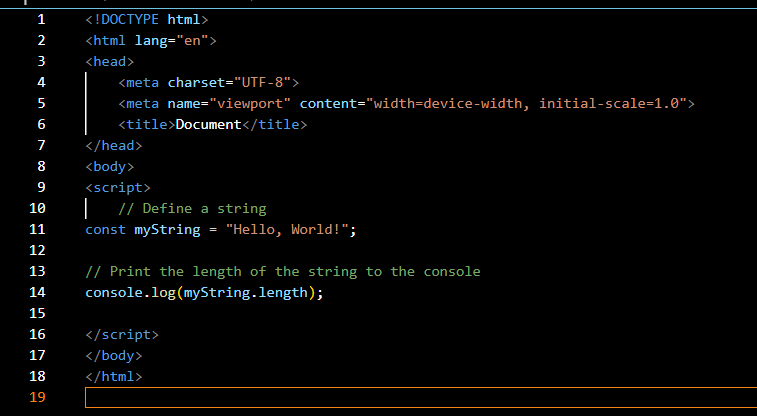 1 <!DOCTYPE html>
2 <html lang="en">
3 <head>
4     <meta charset="UTF-8">
5     <meta name="viewport" content="width=device-width, initial-scale=1.0">
6     <title>Document</title>
7 </head>
8 <body>
9 <script>
10     // Define a string
11 const myString = "Hello, World!";
12
13 // Print the length of the string to the console
14 console.log(myString.length);
15
16 </script>
17 </body>
18 </html>
19